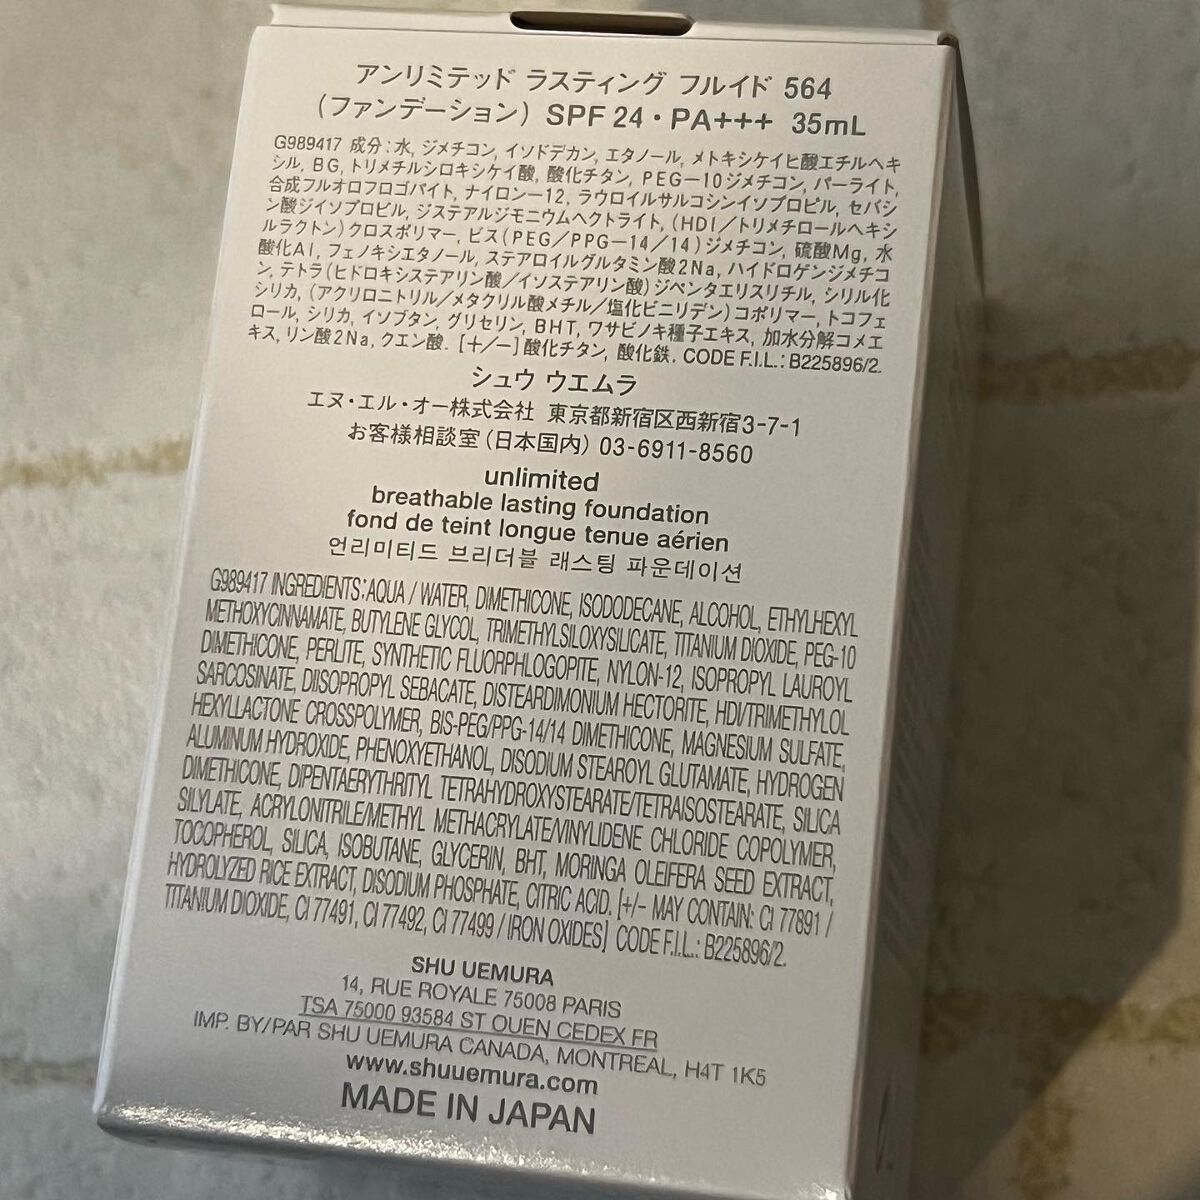 アンリミテッド ラスティング フルイド 564
(ファンデーション) SPF 24・PA+++ 35mL
G989417 成分:水, ジメチコン, イソドデカン, エタノール, メトキシケイヒ酸エチルヘキ
シル, BG, トリメチルシロキシケイ酸, 酸化チタン, PEG-10ジメチコン, パーライト,
合成フルオロフロゴパイト, ナイロン-12, ラウロイルサルコシンイソプロピル, セバシ
ン酸ジイソプロピル, ジステアルジモニウムヘクトライト, (HDI/トリメチロールヘキシ
ルラクトン)クロスポリマー, ビス(PEG/PPG-14/14)ジメチコン, 硫酸Mg, 水
酸化Al, フェノキシエタノール, ステアロイルグルタミン酸2Na, ハイドロゲンジメチコ
ン, テトラ(ヒドロキシステアリン酸/イソステアリン酸)ジペンタエリスリチル, シリル化
シリカ, (アクリロニトリル/メタクリル酸メチル/塩化ビニリデン)コポリマー, トコフェ
ロール, シリカ, イソブタン, グリセリン, BHT, ワサビノキ種子エキス, 加水分解コメエ
キス, リン酸2Na, クエン酸. [+/-]酸化チタン, 酸化鉄. CODE F.I.L.: B225896/2.
シュウ ウエムラ
エヌ・エル・オー株式会社 東京都新宿区西新宿3-7-1
お客様相談室(日本国内) 03-6911-8560
unlimited
breathable lasting foundation
fond de teint longue tenue aérien
언리미티드 브리더블 래스팅 파운데이션
G989417 INGREDIENTS: AQUA / WATER, DIMETHICONE, ISODODECANE, ALCOHOL, ETHYLHEXYL
METHOXYCINNAMATE, BUTYLENE GLYCOL, TRIMETHYLSILOXYSILICATE, TITANIUM DIOXIDE, PEG-10
DIMETHICONE, PERLITE, SYNTHETIC FLUORPHLOGOPITE, NYLON-12, ISOPROPYL LAUROYL
SARCOSINATE, DIISOPROPYL SEBACATE, DISTEARDIMONIUM HECTORITE, HDI/TRIMETHYLOL
HEXYLLACTONE CROSSPOLYMER, BIS-PEG/PPG-14/14 DIMETHICONE, MAGNESIUM SULFATE,
ALUMINUM HYDROXIDE, PHENOXYETHANOL, DISODIUM STEAROYL GLUTAMATE, HYDROGEN
DIMETHICONE, DIPENTAERYTHRITYL TETRAHYDROXYSTEARATE/TETRAISOSTEARATE, SILICA
SILYLATE, ACRYLONITRILE/METHYL METHACRYLATE/VINYLIDENE CHLORIDE COPOLYMER,
TOCOPHEROL, SILICA, ISOBUTANE, GLYCERIN, BHT, MORINGA OLEIFERA SEED EXTRACT,
HYDROLYZED RICE EXTRACT, DISODIUM PHOSPHATE, CITRIC ACID. [+/- MAY CONTAIN: CI 77891 /
TITANIUM DIOXIDE, CI 77491, CI 77492, CI 77499 / IRON OXIDES] CODE F.I.L.: B225896/2.
SHU UEMURA
14, RUE ROYALE 75008 PARIS
TSA 75000 93584 ST OUEN CEDEX FR
IMP. BY/PAR SHU UEMURA CANADA, MONTREAL, H4T 1K5
www.shuuemura.com
MADE IN JAPAN